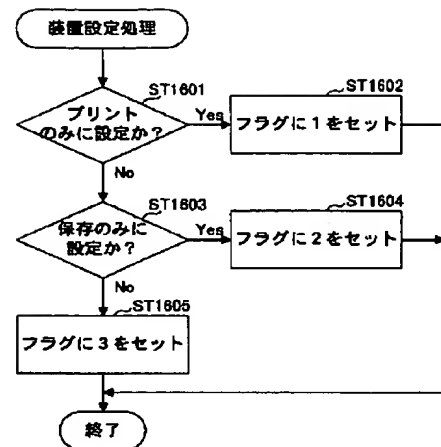 装置設定処理
ST1601
プリント
のみに設定か?
Yes
ST1602
フラグに1をセット
No
ST1603
保存のみに
設定か?
Yes
ST1604
フラグに2をセット
No
ST1605
フラグに3をセット
終了